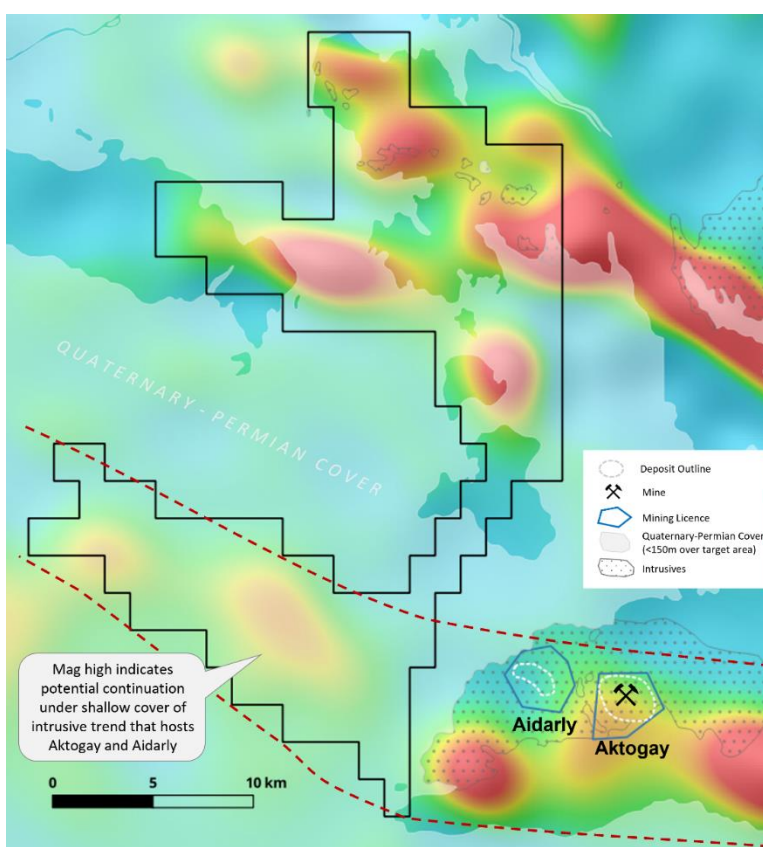 QUATERNARY - PERMIAN COVER
Deposit Outline
Mine
Mining Licence
Quaternary-Permian Cover
(<150m over target area)
Intrusives
Mag high indicates
potential continuation
under shallow cover of
intrusive trend that hosts
Aktogay and Aidarly
Aidarly
Aktogay
0 5 10 km